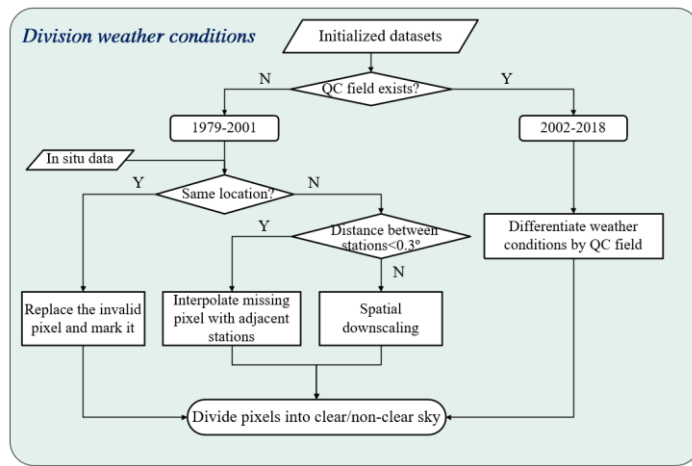 Division weather conditions
Initialized datasets
N
QC field exists?
Y
1979-2001
2002-2018
In situ data
Y
Same location?
N
Y
Distance between
stations<0.3°
N
Differentiate weather
conditions by QC field
Replace the invalid
pixel and mark it
Interpolate missing
pixel with adjacent
stations
Spatial
downscaling
Divide pixels into clear/non-clear sky